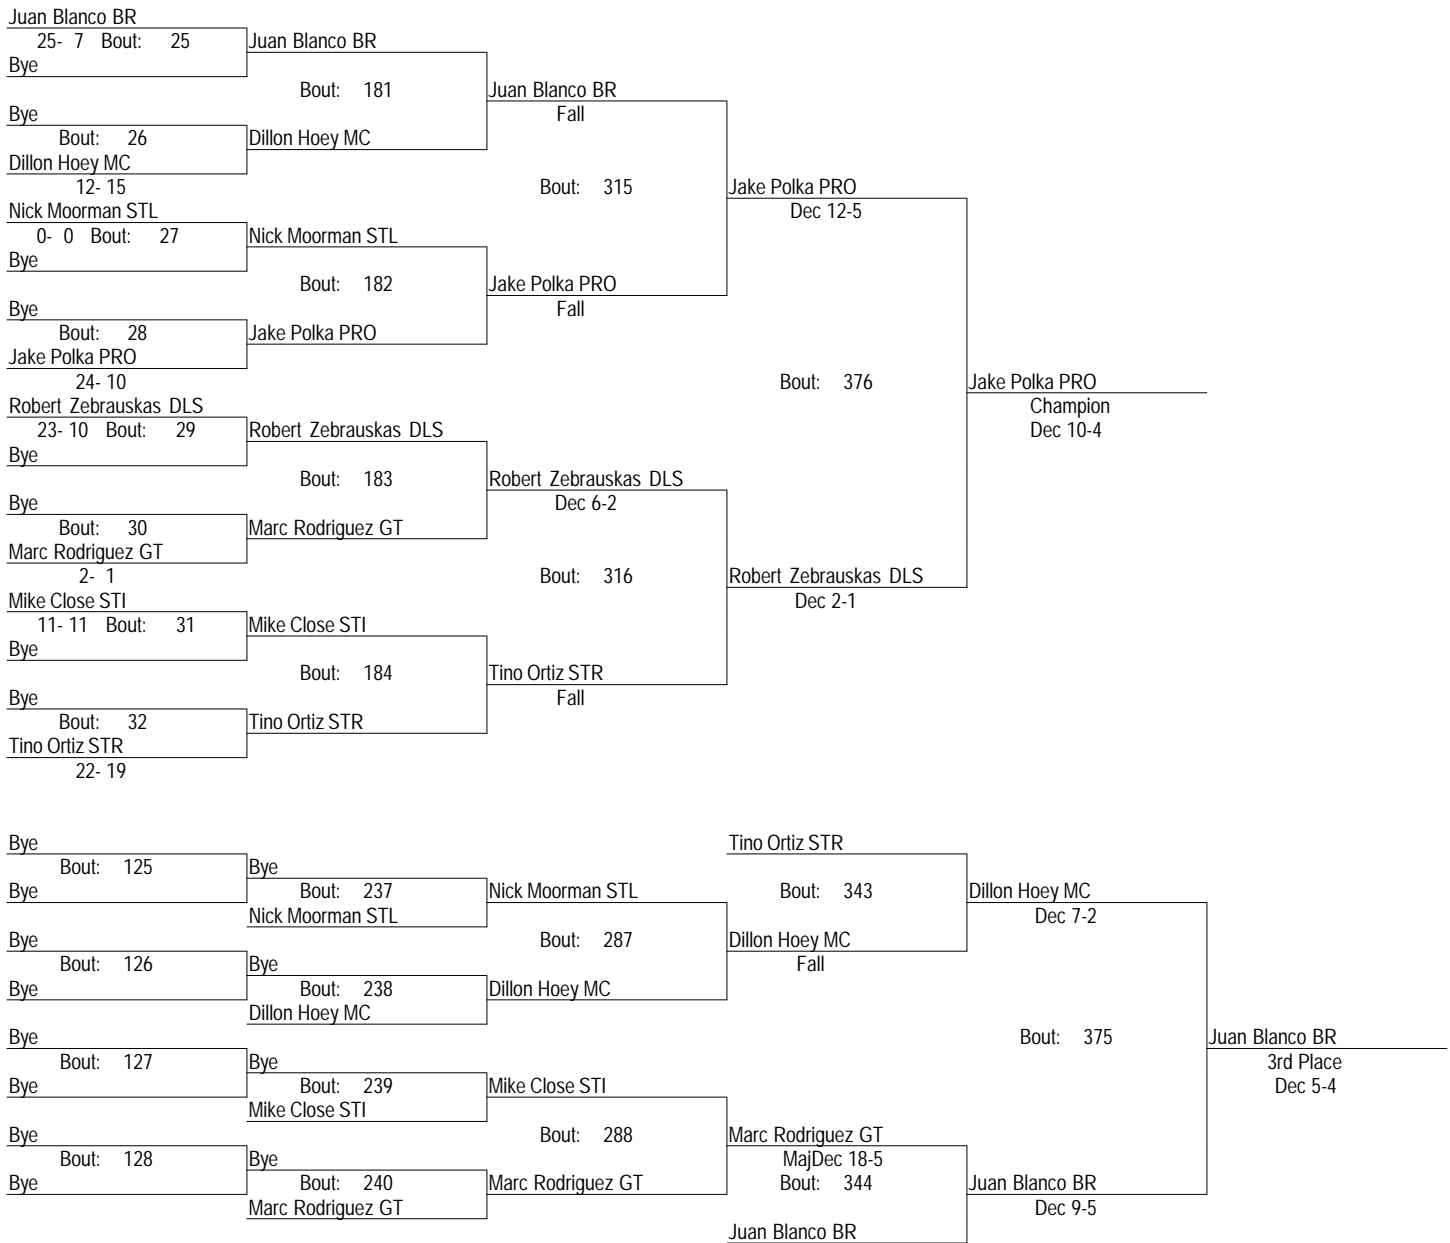 Juan Blanco BR
25- 7 Bout: 25 Juan Blanco BR
Bye
Bout: 181 Juan Blanco BR
Bye Fall
Bout: 26 Dillon Hoey MC
Dillon Hoey MC
12- 15 Bout: 315 Jake Polka PRO
Nick Moorman STL Dec 12-5
0- 0 Bout: 27 Nick Moorman STL
Bye
Bout: 182 Jake Polka PRO
Bye Fall
Bout: 28 Jake Polka PRO
Jake Polka PRO
24- 10 Bout: 376 Jake Polka PRO
Robert Zebrauskas DLS Champion
23- 10 Bout: 29 Robert Zebrauskas DLS Dec 10-4
Bye
Bout: 183 Robert Zebrauskas DLS
Bye Dec 6-2
Bout: 30 Marc Rodriguez GT
Marc Rodriguez GT
2- 1 Bout: 316 Robert Zebrauskas DLS
Mike Close STI Dec 2-1
11- 11 Bout: 31 Mike Close STI
Bye
Bout: 184 Tino Ortiz STR
Bye Fall
Bout: 32 Tino Ortiz STR
Tino Ortiz STR
22- 19
Bye Tino Ortiz STR
Bout: 125 Bye
Bye Bout: 237 Nick Moorman STL Bout: 343 Dillon Hoey MC
Nick Moorman STL Dec 7-2
Bye Bout: 287 Dillon Hoey MC
Bout: 126 Bye Fall
Bye Bout: 238 Dillon Hoey MC
Dillon Hoey MC
Bye Bout: 375 Juan Blanco BR
Bout: 127 Bye 3rd Place
Bye Bout: 239 Mike Close STI Dec 5-4
Mike Close STI
Bye Bout: 288 Marc Rodriguez GT
Bout: 128 Bye MajDec 18-5
Bye Bout: 240 Marc Rodriguez GT Bout: 344 Juan Blanco BR
Marc Rodriguez GT Dec 9-5
Juan Blanco BR